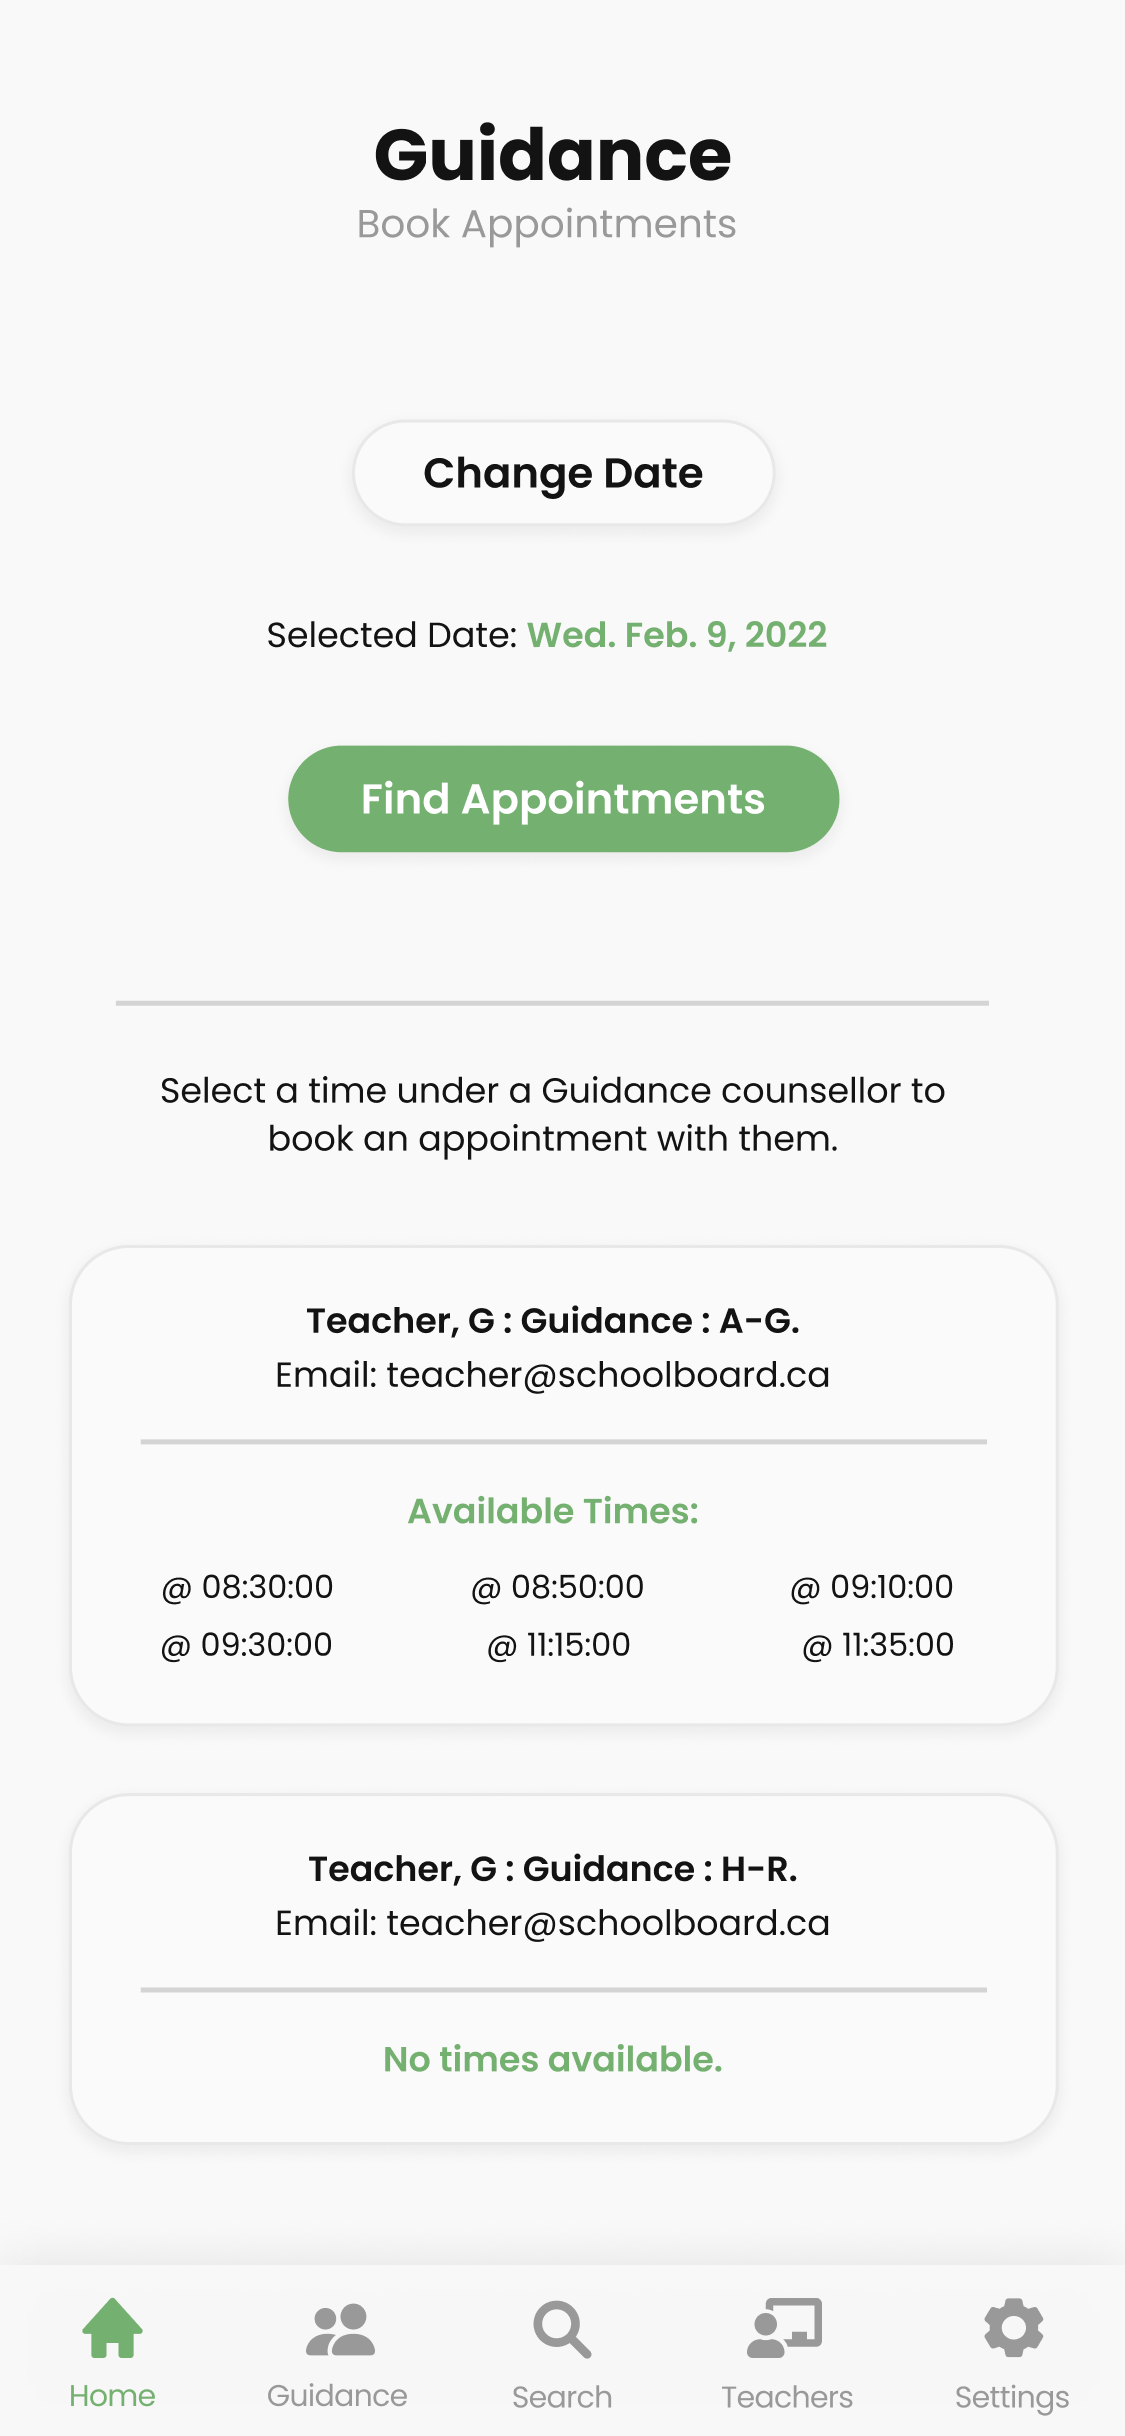 Guidance
Book Appointments
Change Date
Selected Date: Wed. Feb. 9, 2022
Find Appointments
Select a time under a Guidance counsellor to
book an appointment with them.
Teacher, G : Guidance : A-G.
Email: teacher@schoolboard.ca
Available Times:
@ 08:30:00 @ 08:50:00 @ 09:10:00
@ 09:30:00 @ 11:15:00 @ 11:35:00
Teacher, G : Guidance : H-R.
Email: teacher@schoolboard.ca
No times available.
Home Guidance Search Teachers Settings